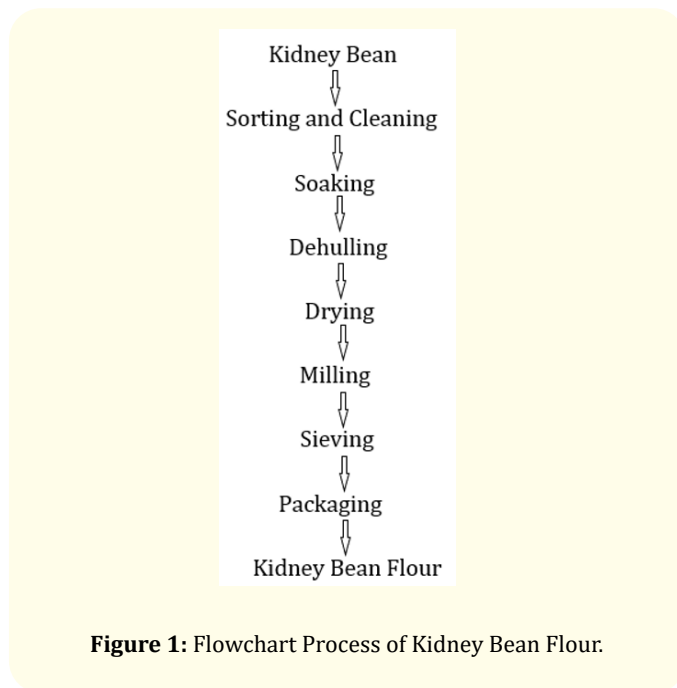 Kidney Bean
Sorting and Cleaning
Soaking
Dehulling
Drying
Milling
Sieving
Packaging
Kidney Bean Flour
Figure 1: Flowchart Process of Kidney Bean Flour.